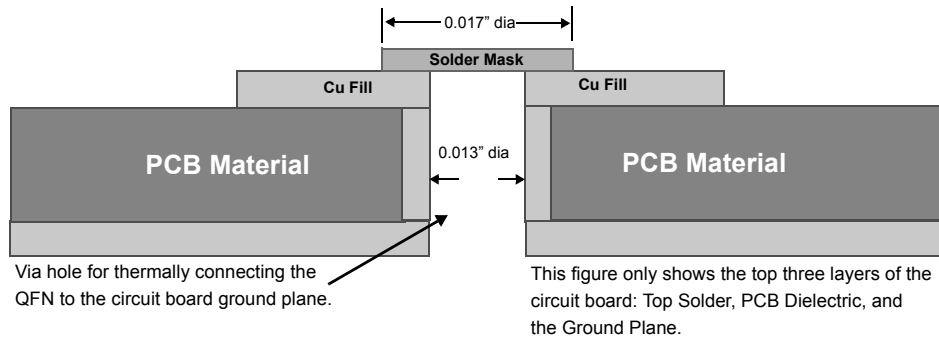 0.017” dia
Solder Mask
Cu Fill
Cu Fill
PCB Material
0.013” dia
PCB Material
Via hole for thermally connecting the
QFN to the circuit board ground plane.
This figure only shows the top three layers of the
circuit board: Top Solder, PCB Dielectric, and
the Ground Plane.